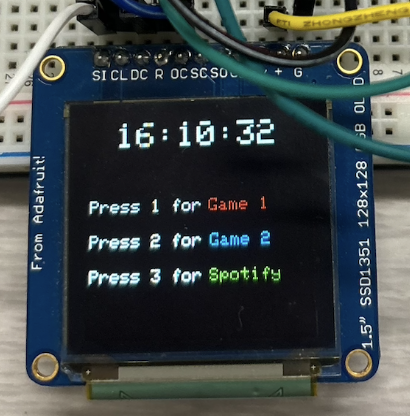 ZHONGZHENG
SI CL DC R OC SC SO + G
16:10:32
Press 1 for Game 1
Press 2 for Game 2
Press 3 for Spotify
From Adafruit!
1.5" SSD1351 128x128 RGB OLED